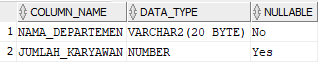 COLUMN_NAME DATA_TYPE NULLABLE
1 NAMA_DEPARTEMEN VARCHAR2(20 BYTE) No
2 JUMLAH_KARYAWAN NUMBER Yes